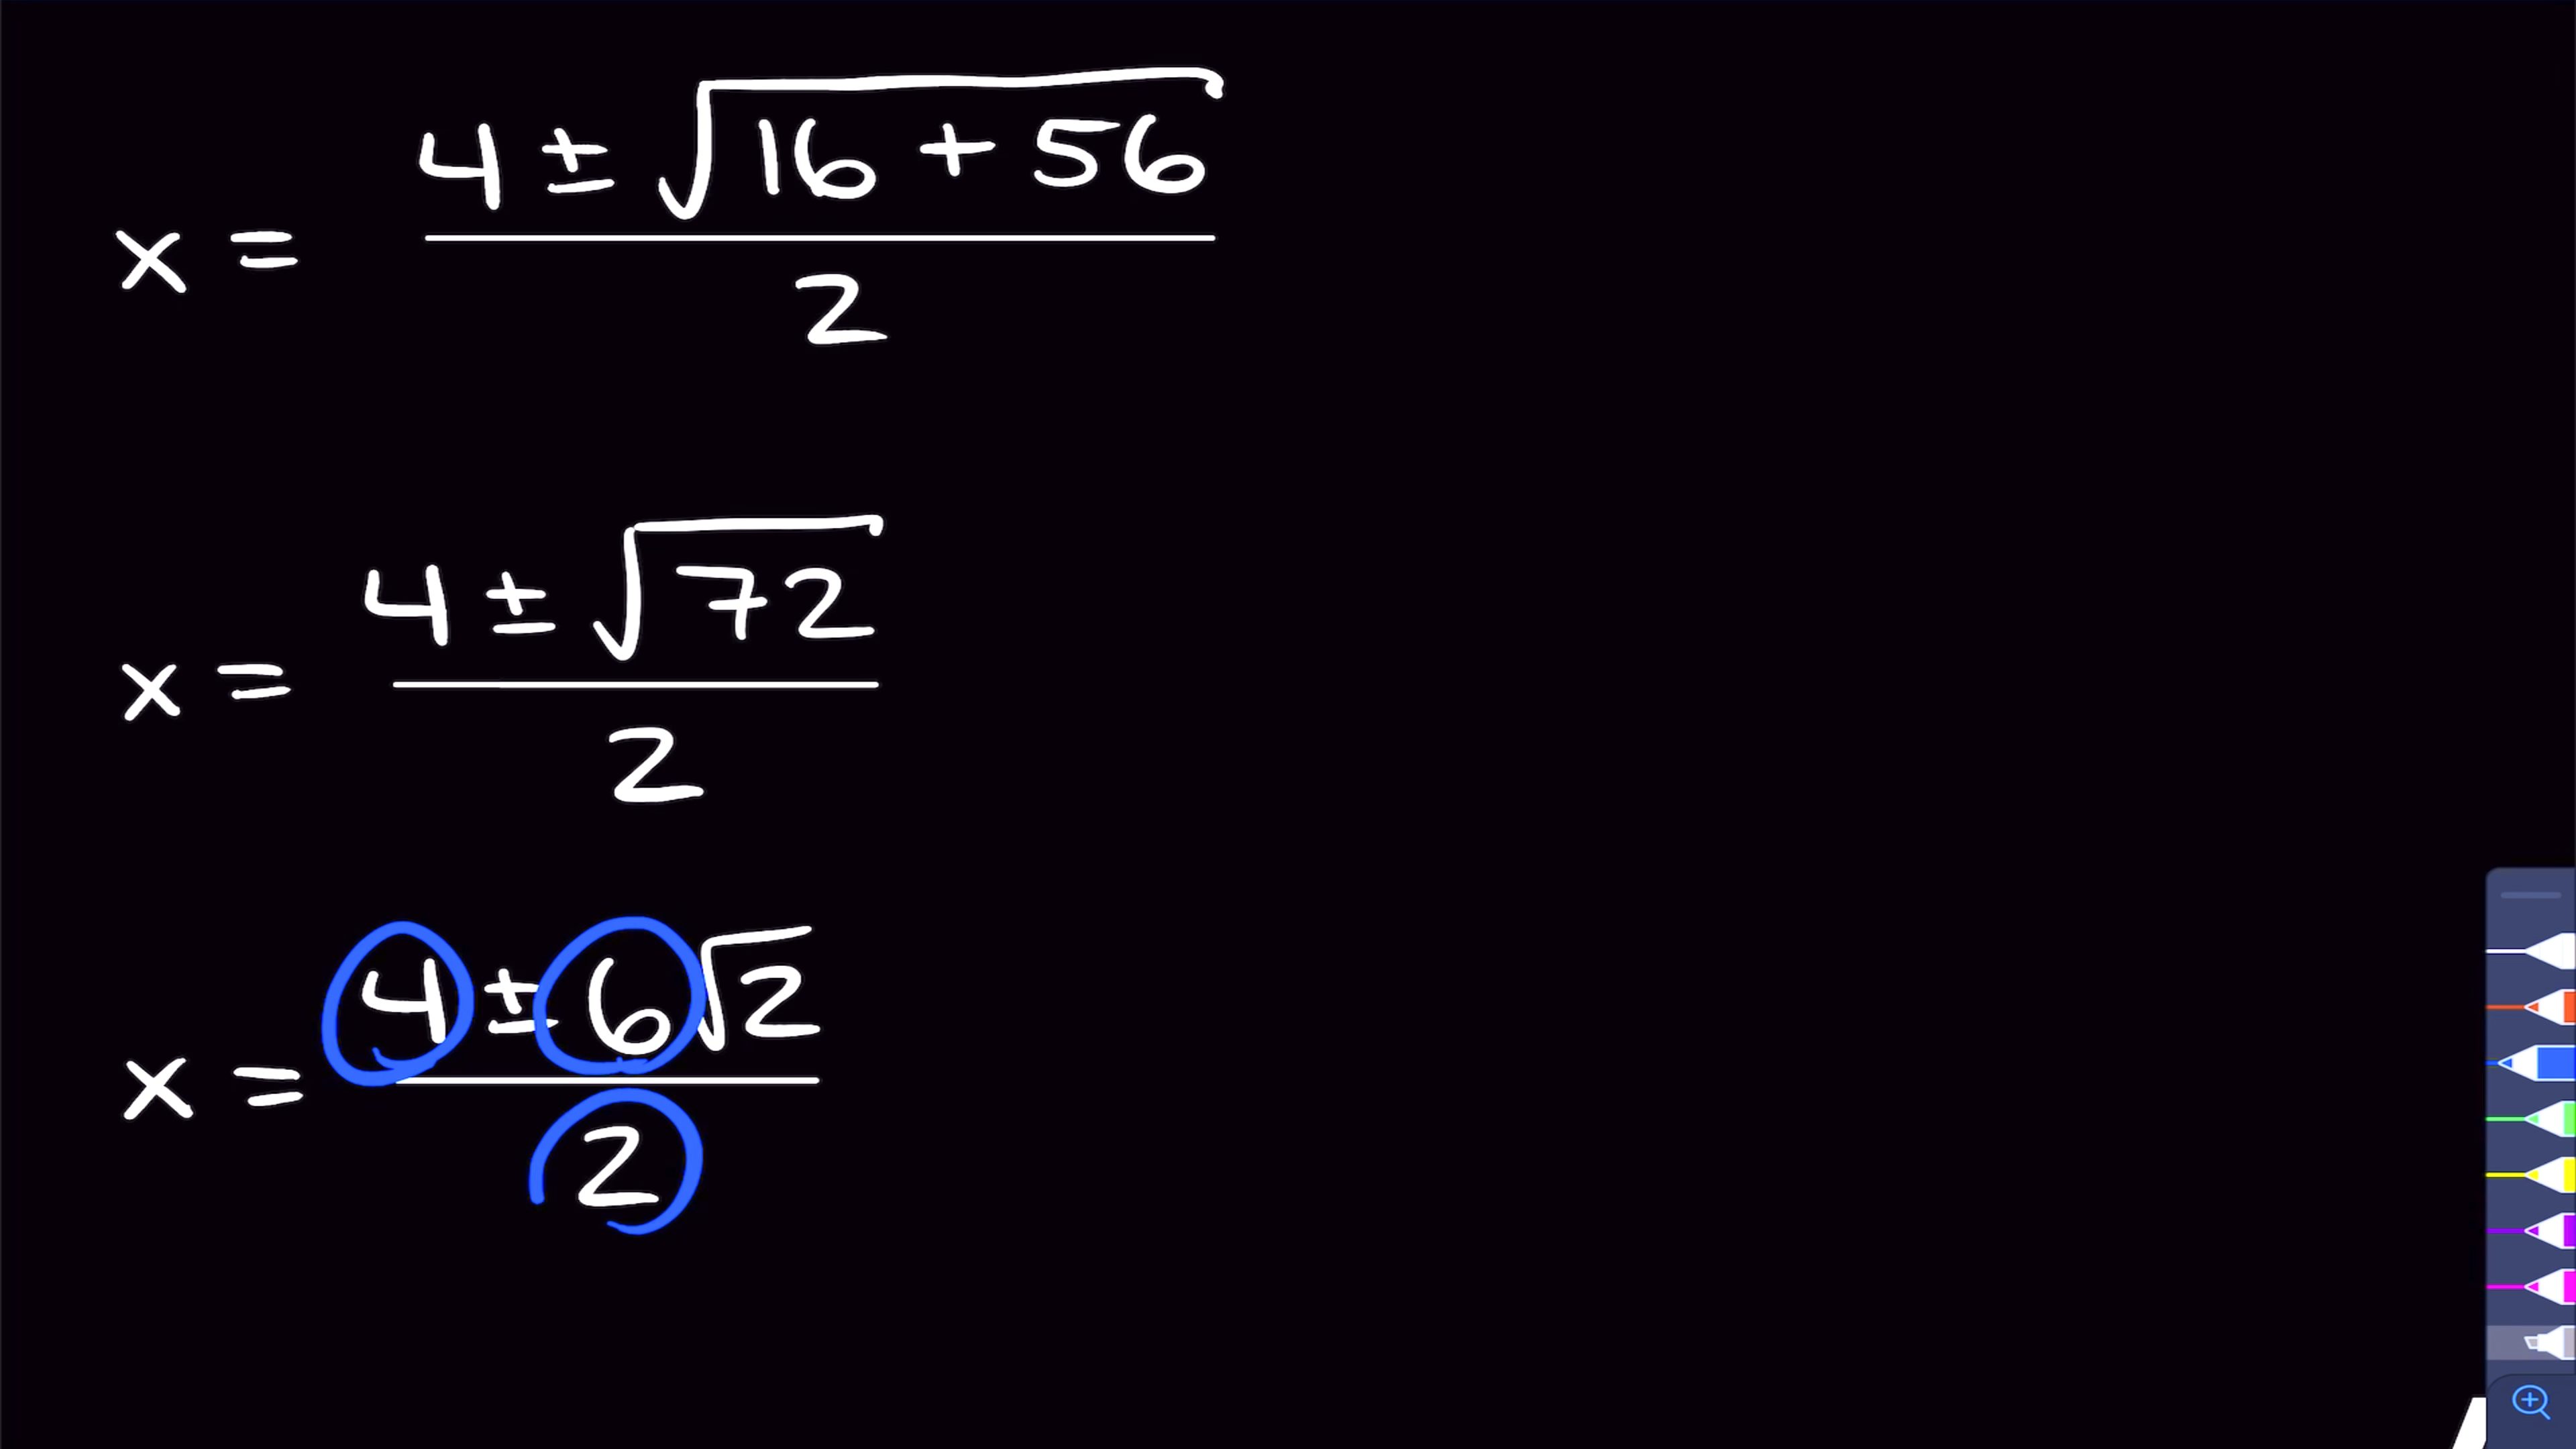 x = (4 ± √(16 + 56)) / 2
x = (4 ± √72) / 2
x = (4 ± 6√2) / 2